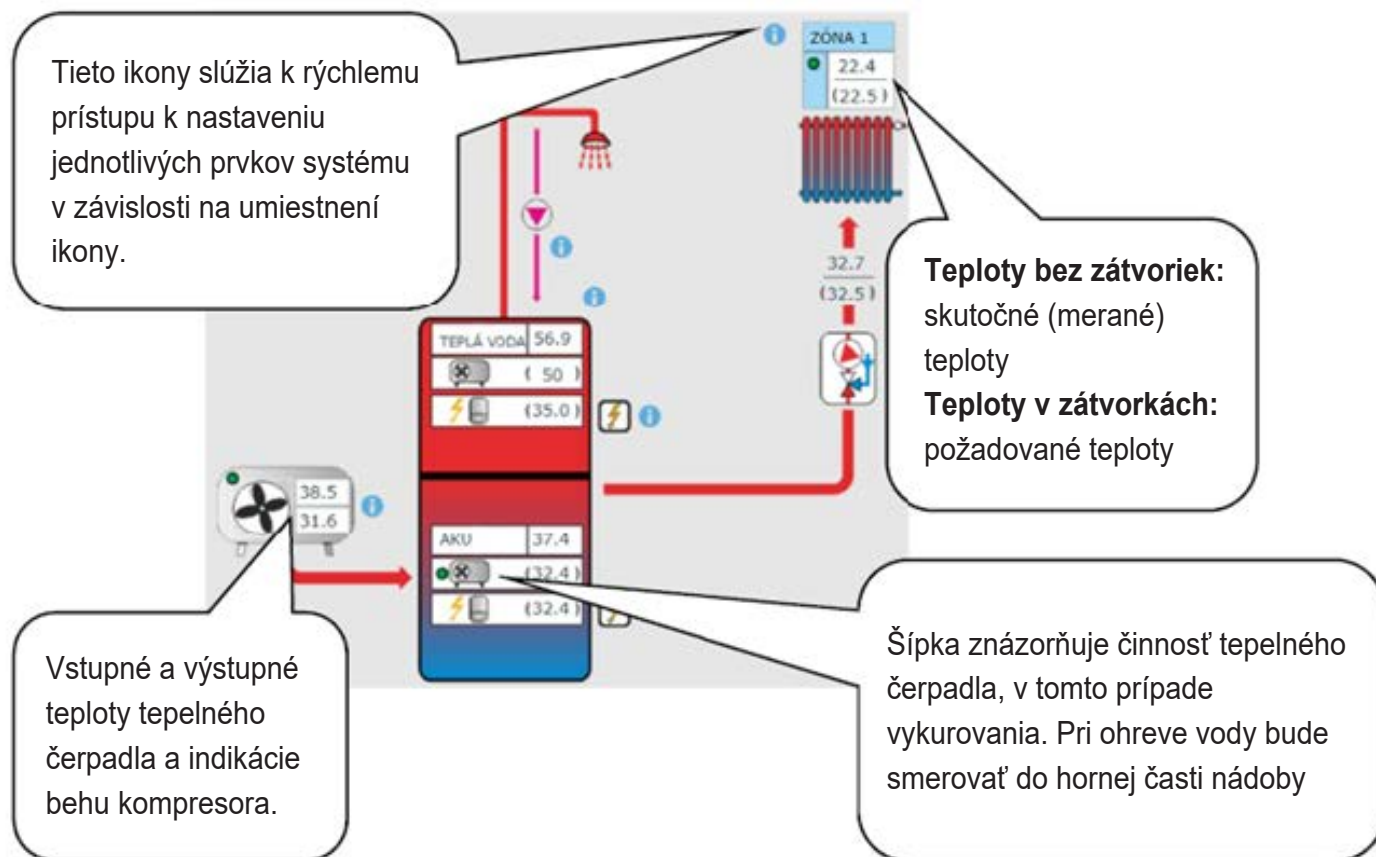 Tieto ikony slúžia k rýchlemu
prístupu k nastaveniu
jednotlivých prvkov systému
v závislosti na umiestnení
ikony.
ZÓNA 1
22.4
(22.5)
32.7
(32.5)
Teploty bez zátvoriek:
skutočné (merané)
teploty
Teploty v zátvorkách:
požadované teploty
TEPLÁ VODA 56.9
( 50 )
(35.0)
38.5
31.6
AKU 37.4
(32.4)
(32.4)
Vstupné a výstupné
teploty tepelného
čerpadla a indikácie
behu kompresora.
Šípka znázorňuje činnosť tepelného
čerpadla, v tomto prípade
vykurovania. Pri ohreve vody bude
smerovať do hornej časti nádoby